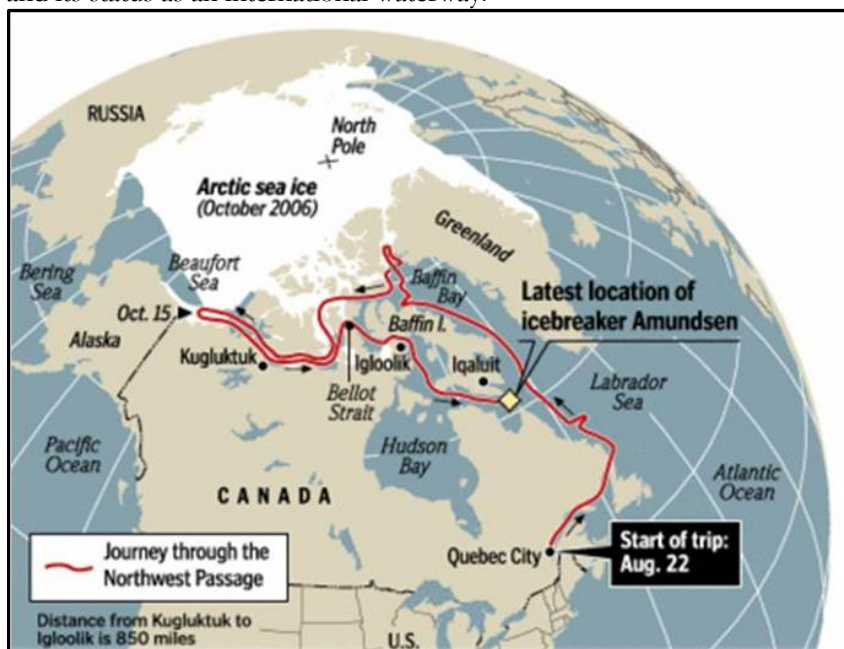 and its status as an international waterway.
RUSSIA
North
Pole
Arctic sea ice
(October 2006)
Greenland
Bering
Sea
Beaufort
Sea
Baffin
Bay
Latest location of
icebreaker Amundsen
Oct. 15
Alaska
Baffin I.
Kugluktuk
Igloolik
Iqaluit
Bellot
Strait
Labrador
Sea
Pacific
Ocean
Hudson
Bay
Atlantic
Ocean
CANADA
Journey through the
Northwest Passage
Quebec City
Start of trip:
Aug. 22
Distance from Kugluktuk to
Igloolik is 850 miles
U.S.